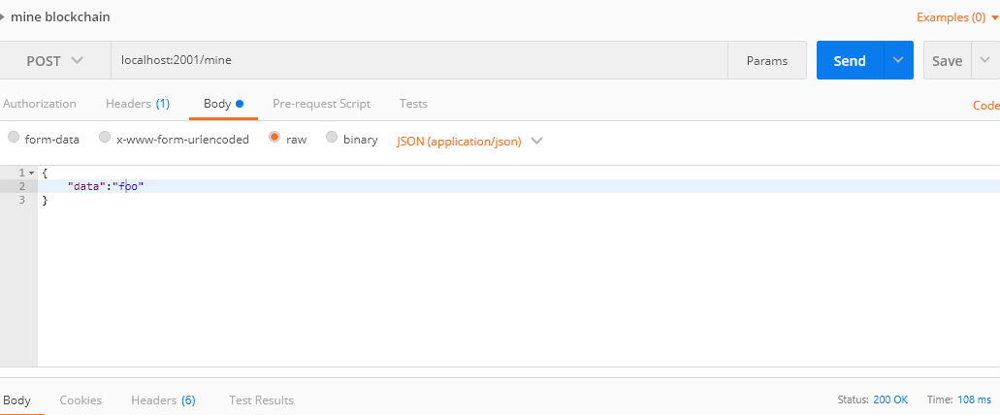 mine blockchain Examples (0)
POST localhost:2001/mine Params Send Save
Authorization Headers (1) Body Pre-request Script Tests Code
form-data x-www-form-urlencoded raw binary JSON (application/json)
1 {
2 "data":"foo"
3 }
Body Cookies Headers (6) Test Results Status: 200 OK Time: 108 ms